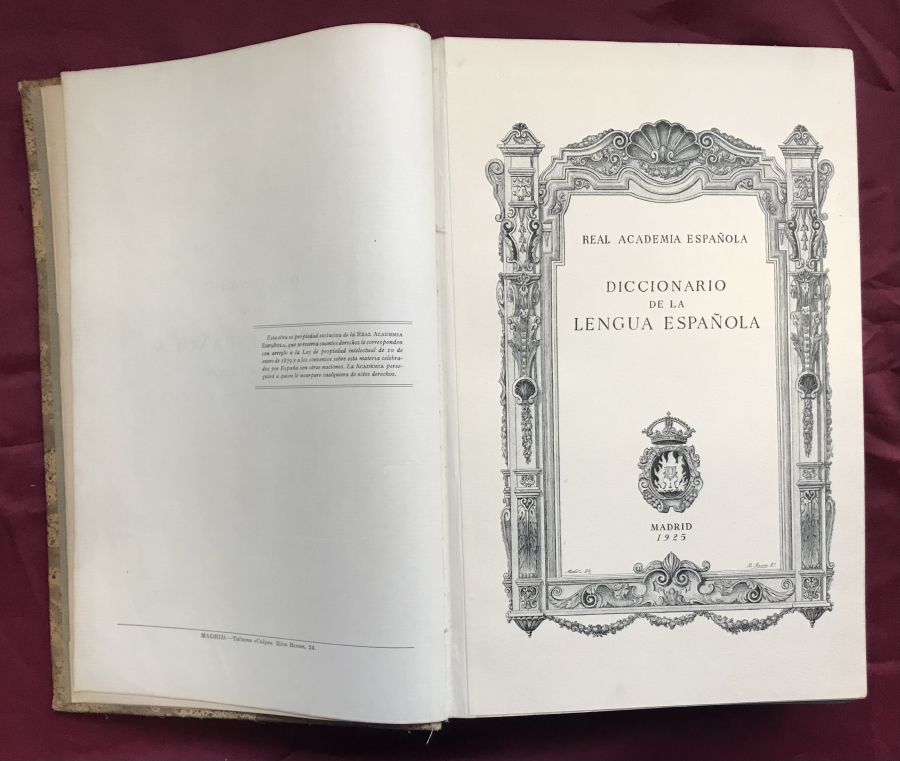 Esta obra es propiedad exclusiva de la REAL ACADEMIA
ESPAÑOLA, que se reserva cuantos derechos le corresponden
con arreglo a la Ley de propiedad intelectual de 10 de
enero de 1879 y a los convenios sobre esta materia celebra-
dos por España con otras naciones. La ACADEMIA perse-
guirá a quien le usurpare cualquiera de estos derechos.
MADRID.—Talleres «Calpe», Ríos Rosas, 24.
REAL ACADEMIA ESPAÑOLA
DICCIONARIO
DE LA
LENGUA ESPAÑOLA
MADRID
1925